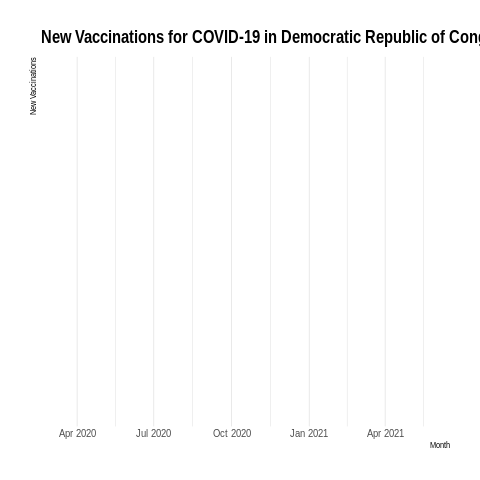 New Vaccinations for COVID-19 in Democratic Republic of Con
New Vaccinations
Apr 2020 Jul 2020 Oct 2020 Jan 2021 Apr 2021
Month